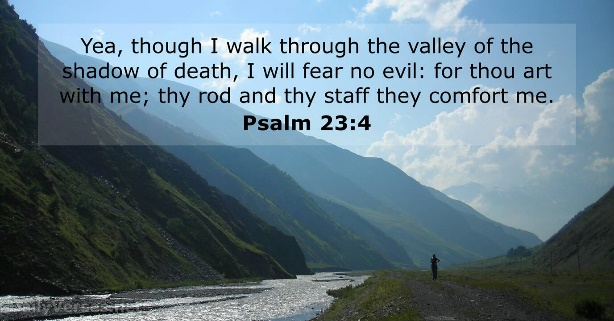 Yea, though I walk through the valley of the
shadow of death, I will fear no evil: for thou art
with me; thy rod and thy staff they comfort me.
Psalm 23:4